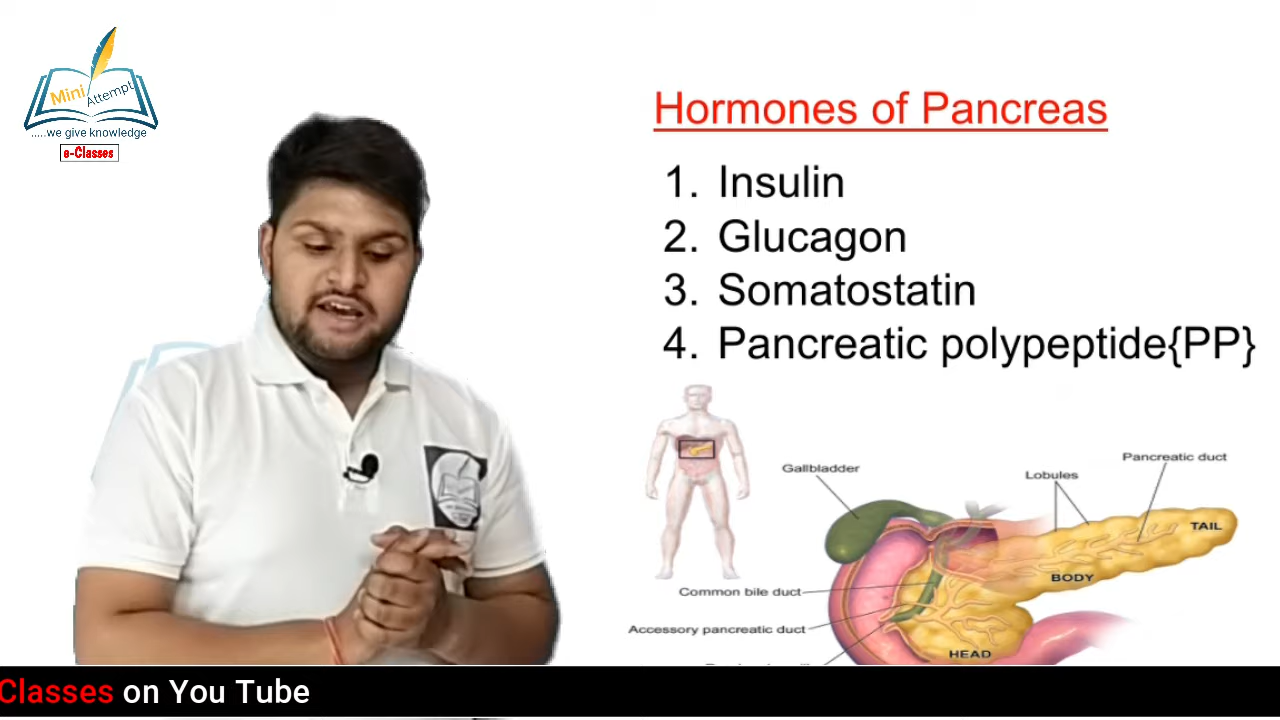 Mini Attempt
.....we give knowledge
e-Classes
Hormones of Pancreas
1. Insulin
2. Glucagon
3. Somatostatin
4. Pancreatic polypeptide{PP}
Gallbladder
Lobules
Pancreatic duct
TAIL
BODY
Common bile duct
Accessory pancreatic duct
HEAD
Classes on You Tube